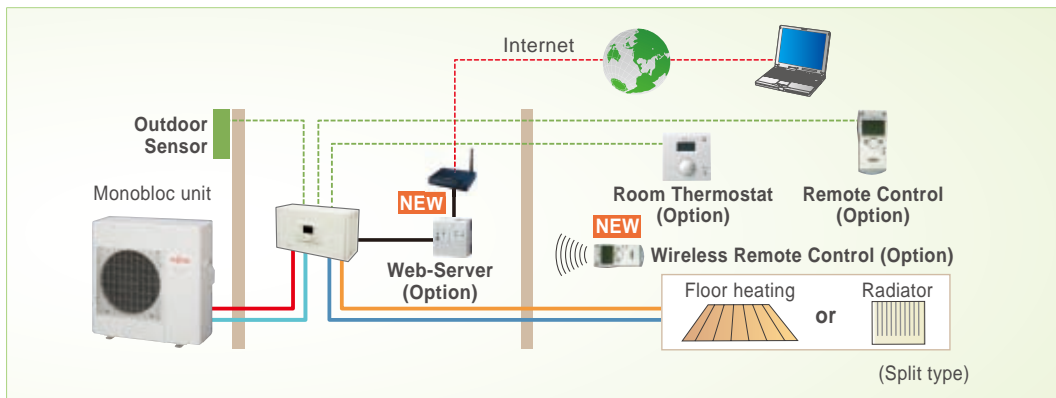 Internet
Outdoor
Sensor
Monobloc unit
NEW
Web-Server
(Option)
Room Thermostat
(Option)
Remote Control
(Option)
NEW
Wireless Remote Control (Option)
Floor heating
or
Radiator
(Split type)